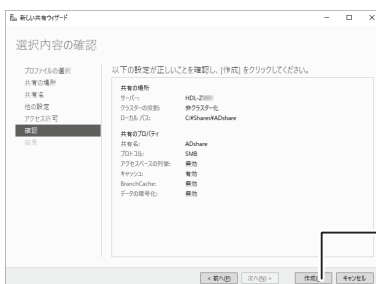 新しい共有ウィザード
選択内容の確認
プロファイルの選択
共有の場所
共有名
他の設定
アクセス許可
確認
結果
以下の設定が正しいことを確認し、[作成] をクリックしてください。
共有の場所
サーバー: HDL-Z
クラスターの役割: 非クラスター化
ローカル パス: C:¥Shares¥ADshare
共有のプロパティ
共有名: ADshare
プロトコル: SMB
アクセスベースの列挙: 無効
キャッシュ: 有効
BranchCache: 無効
データの暗号化: 無効
< 前へ(P) 次へ(N) > 作成 キャンセル